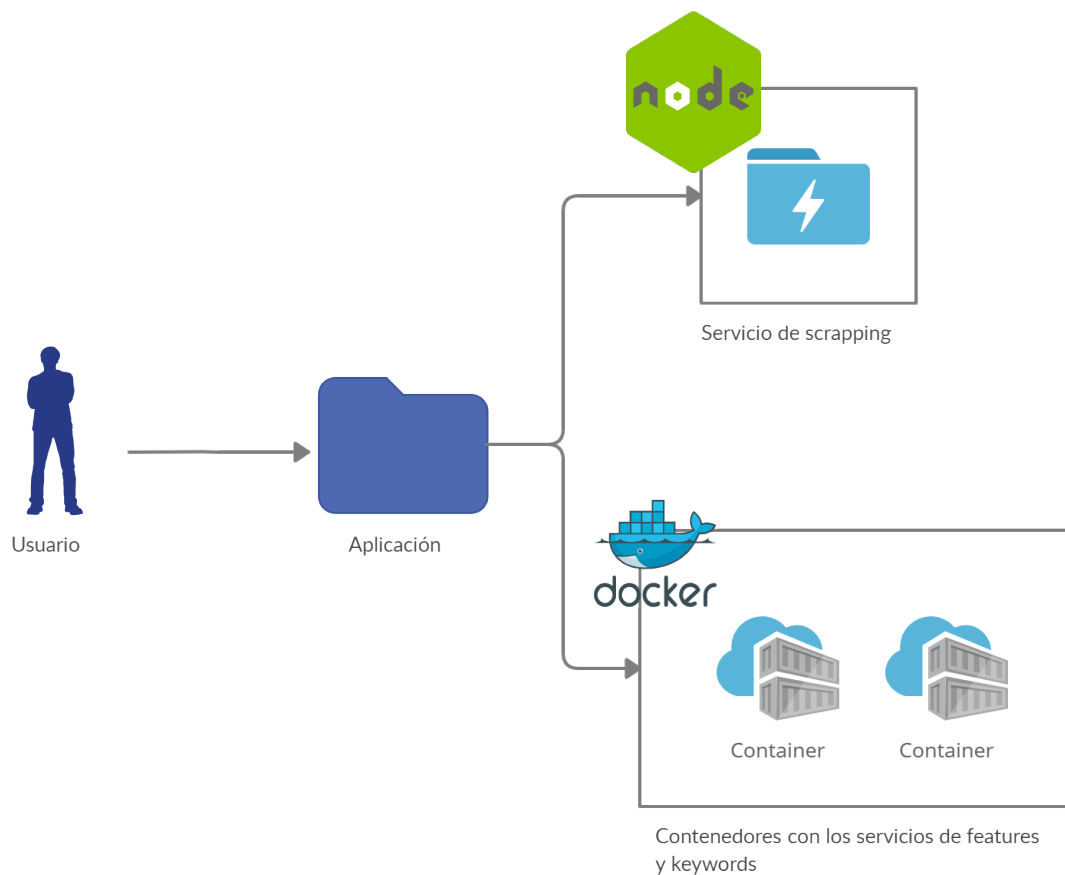 node
Servicio de scrapping
Usuario
Aplicación
docker
Container
Container
Contenedores con los servicios de features
y keywords